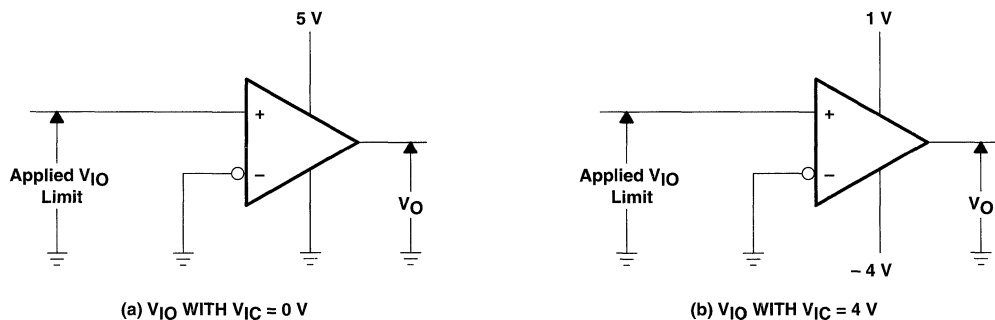 5 V
+
−
Applied VIO
Limit
VO
(a) VIO WITH VIC = 0 V
1 V
+
−
Applied VIO
Limit
VO
− 4 V
(b) VIO WITH VIC = 4 V